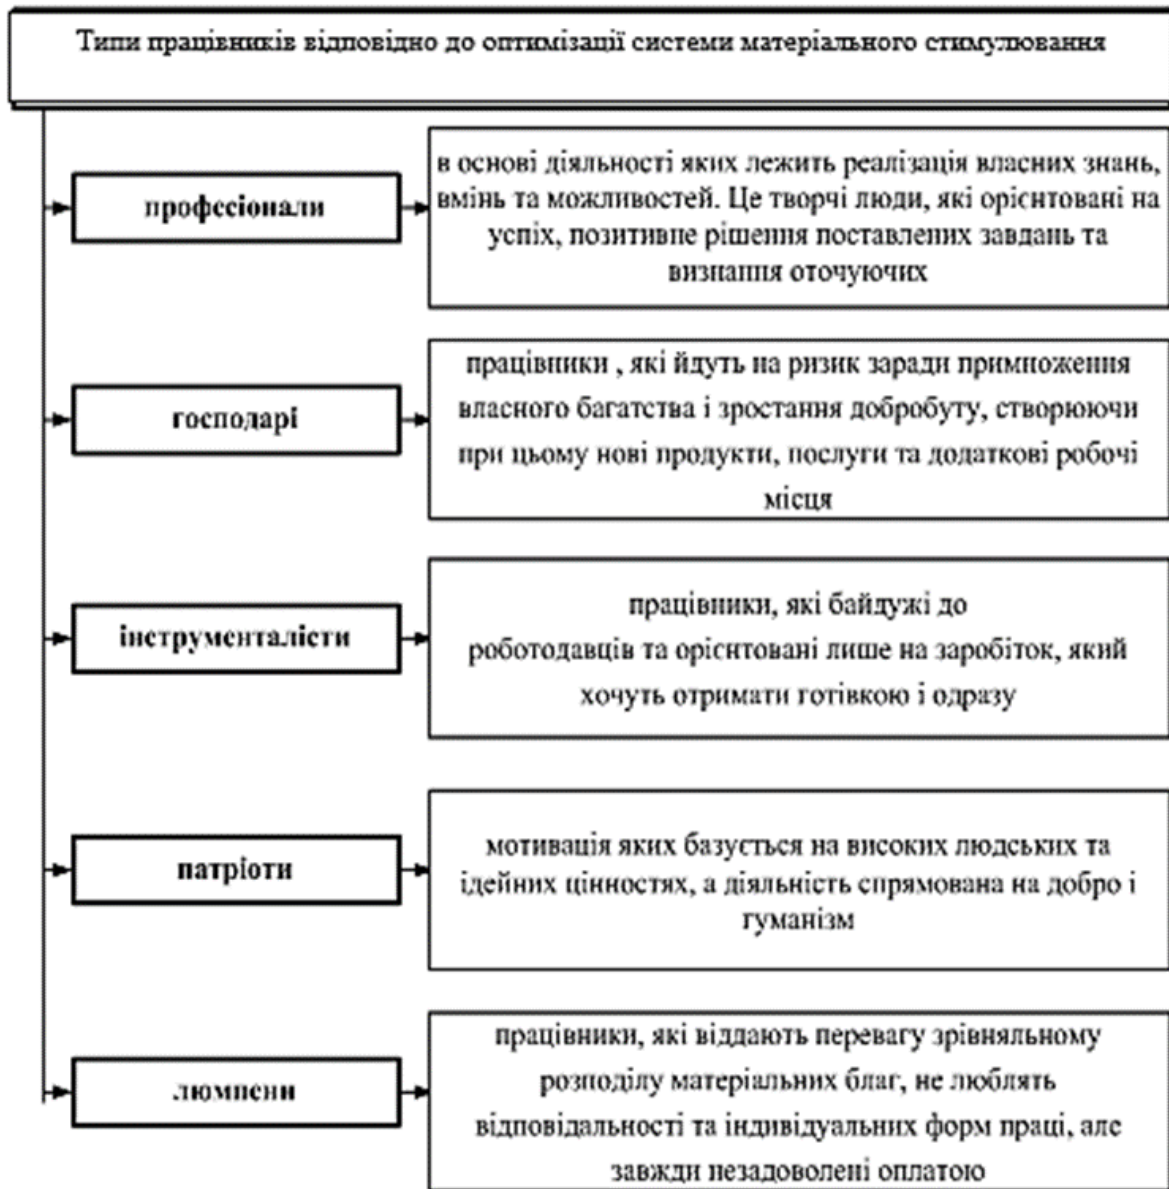 Типи працівників відповідно до оптимізації системи матеріального стимулювання
професіонали
в основі діяльності яких лежить реалізація власних знань,
вмінь та можливостей. Це творчі люди, які орієнтовані на
успіх, позитивне рішення поставлених завдань та
визнання оточуючих
господарі
працівники , які йдуть на ризик заради примноження
власного багатства і зростання добробуту, створюючи
при цьому нові продукти, послуги та додаткові робочі
місця
інструменталісти
працівники, які байдужі до
роботодавців та орієнтовані лише на заробіток, який
хочуть отримати готівкою і одразу
патріоти
мотивація яких базується на високих людських та
ідейних цінностях, а діяльність спрямована на добро і
гуманізм
люмпени
працівники, які віддають перевагу зрівняльному
розподілу матеріальних благ, не люблять
відповідальності та індивідуальних форм праці, але
завжди незадоволені оплатою